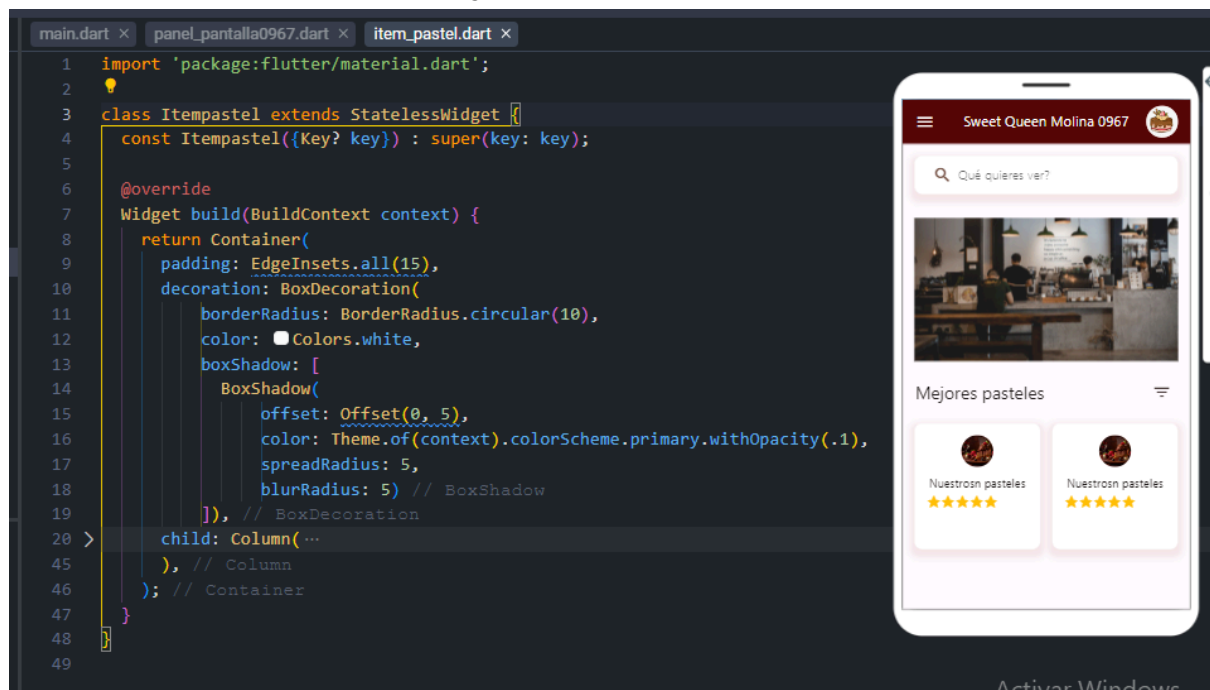 main.dart × panel_pantalla0967.dart × item_pastel.dart ×
1 import 'package:flutter/material.dart';
2
3 class Itempastel extends StatelessWidget {
4 const Itempastel({Key? key}) : super(key: key);
5
6 @override
7 Widget build(BuildContext context) {
8 return Container(
9 padding: EdgeInsets.all(15),
10 decoration: BoxDecoration(
11 borderRadius: BorderRadius.circular(10),
12 color: Colors.white,
13 boxShadow: [
14 BoxShadow(
15 offset: Offset(0, 5),
16 color: Theme.of(context).colorScheme.primary.withOpacity(.1),
17 spreadRadius: 5,
18 blurRadius: 5) // BoxShadow
19 ]), // BoxDecoration
20 child: Column( ⋯
45 ), // Column
46 ); // Container
47 }
48 }
49
Sweet Queen Molina 0967
Qué quieres ver?
Mejores pasteles
Nuestrosn pasteles Nuestrosn pasteles
Activar Windows